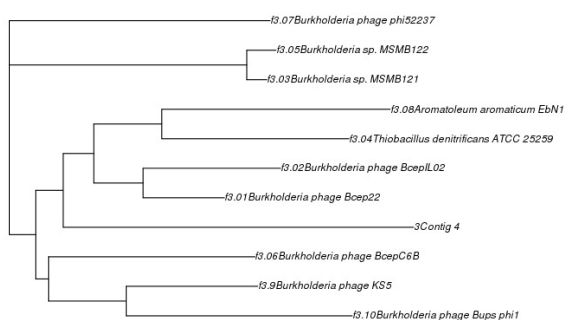 f3.07Burkholderia phage phi52237
f3.05Burkholderia sp. MSMB122
f3.03Burkholderia sp. MSMB121
f3.08Aromatoleum aromaticum EbN1
f3.04Thiobacillus denitrificans ATCC 25259
f3.02Burkholderia phage BcepIL02
f3.01Burkholderia phage Bcep22
3Contig 4
f3.06Burkholderia phage BcepC6B
f3.9Burkholderia phage KS5
f3.10Burkholderia phage Bups phi1